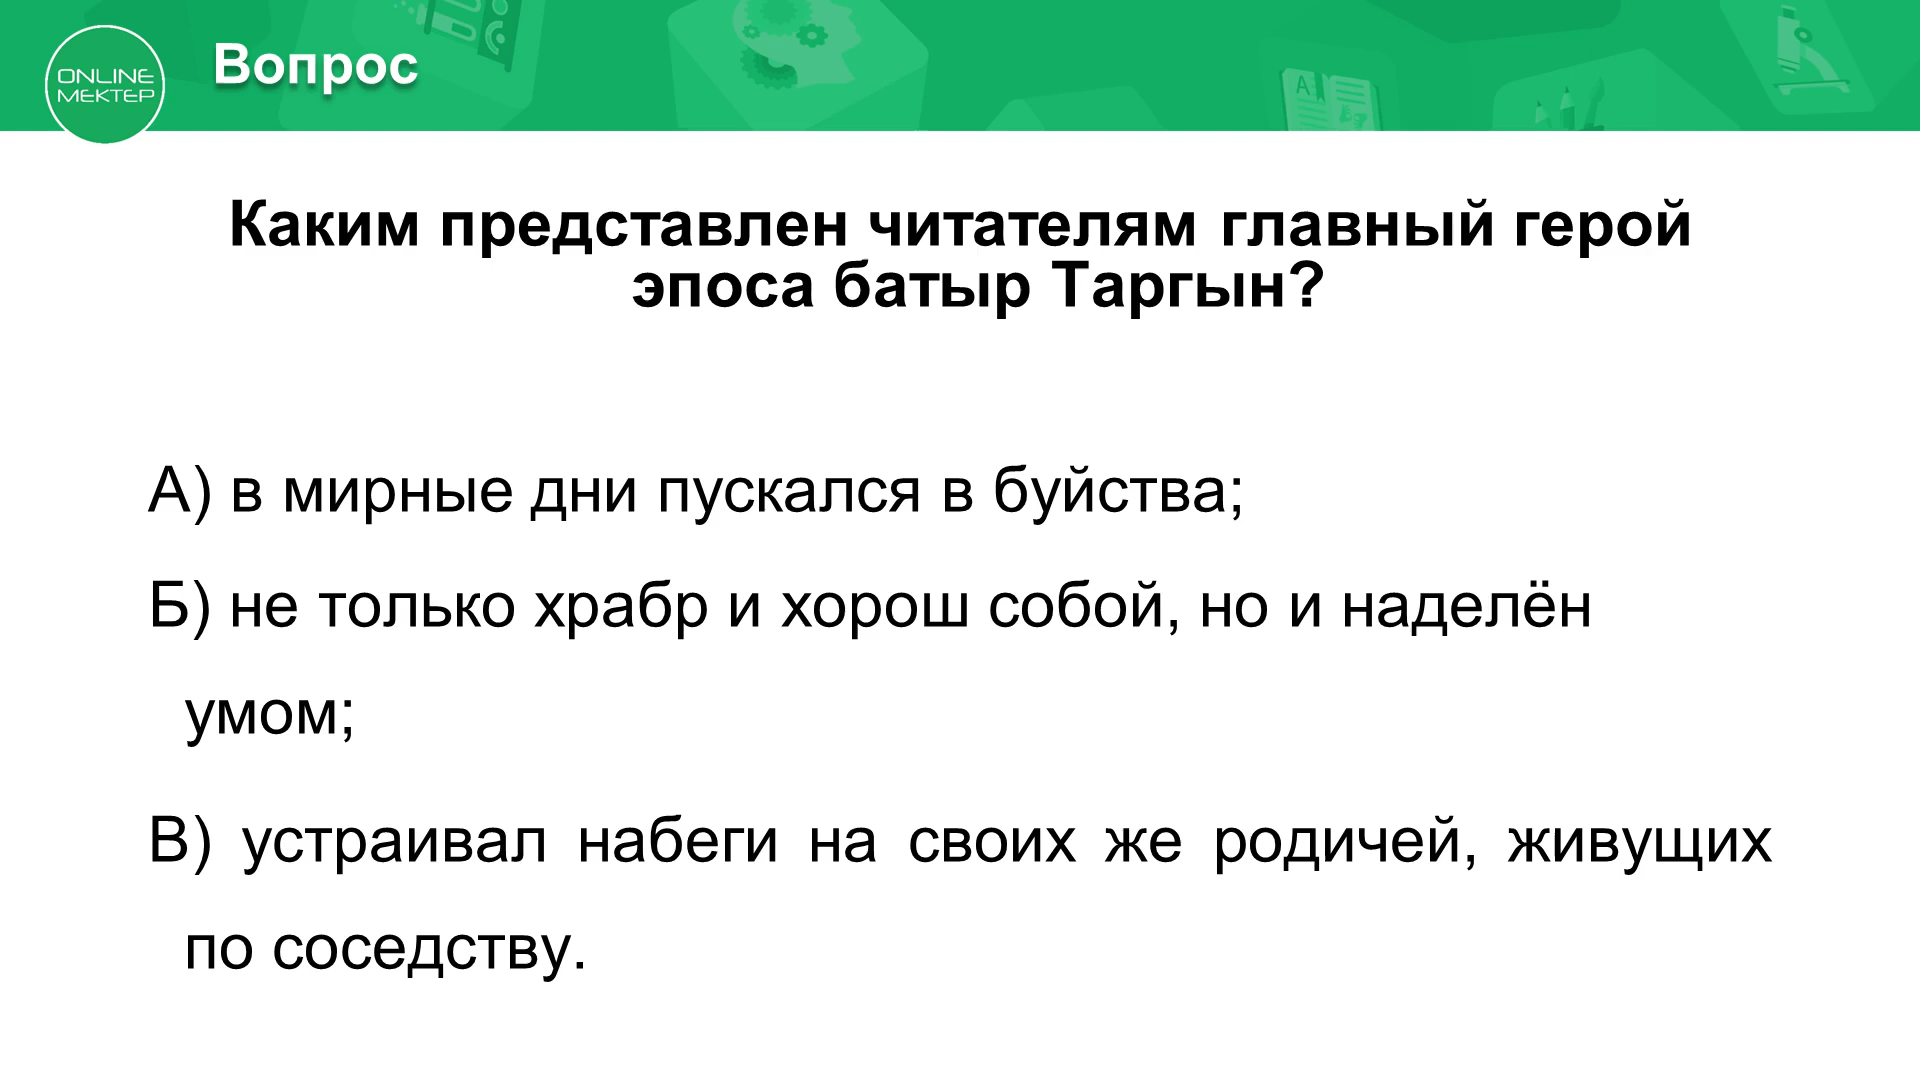 ONLINE
МЕКТЕР
Вопрос
Каким представлен читателям главный герой
эпоса батыр Таргын?
А) в мирные дни пускался в буйства;
Б) не только храбр и хорош собой, но и наделён
умом;
В) устраивал набеги на своих же родичей, живущих
по соседству.